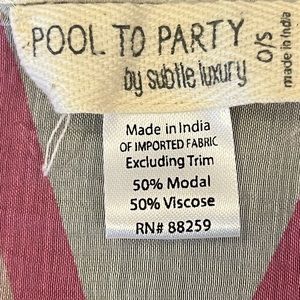 POOL TO PARTY
by subtle luxury
O/S
made in India
Made in India
OF IMPORTED FABRIC
Excluding Trim
50% Modal
50% Viscose
RN# 88259